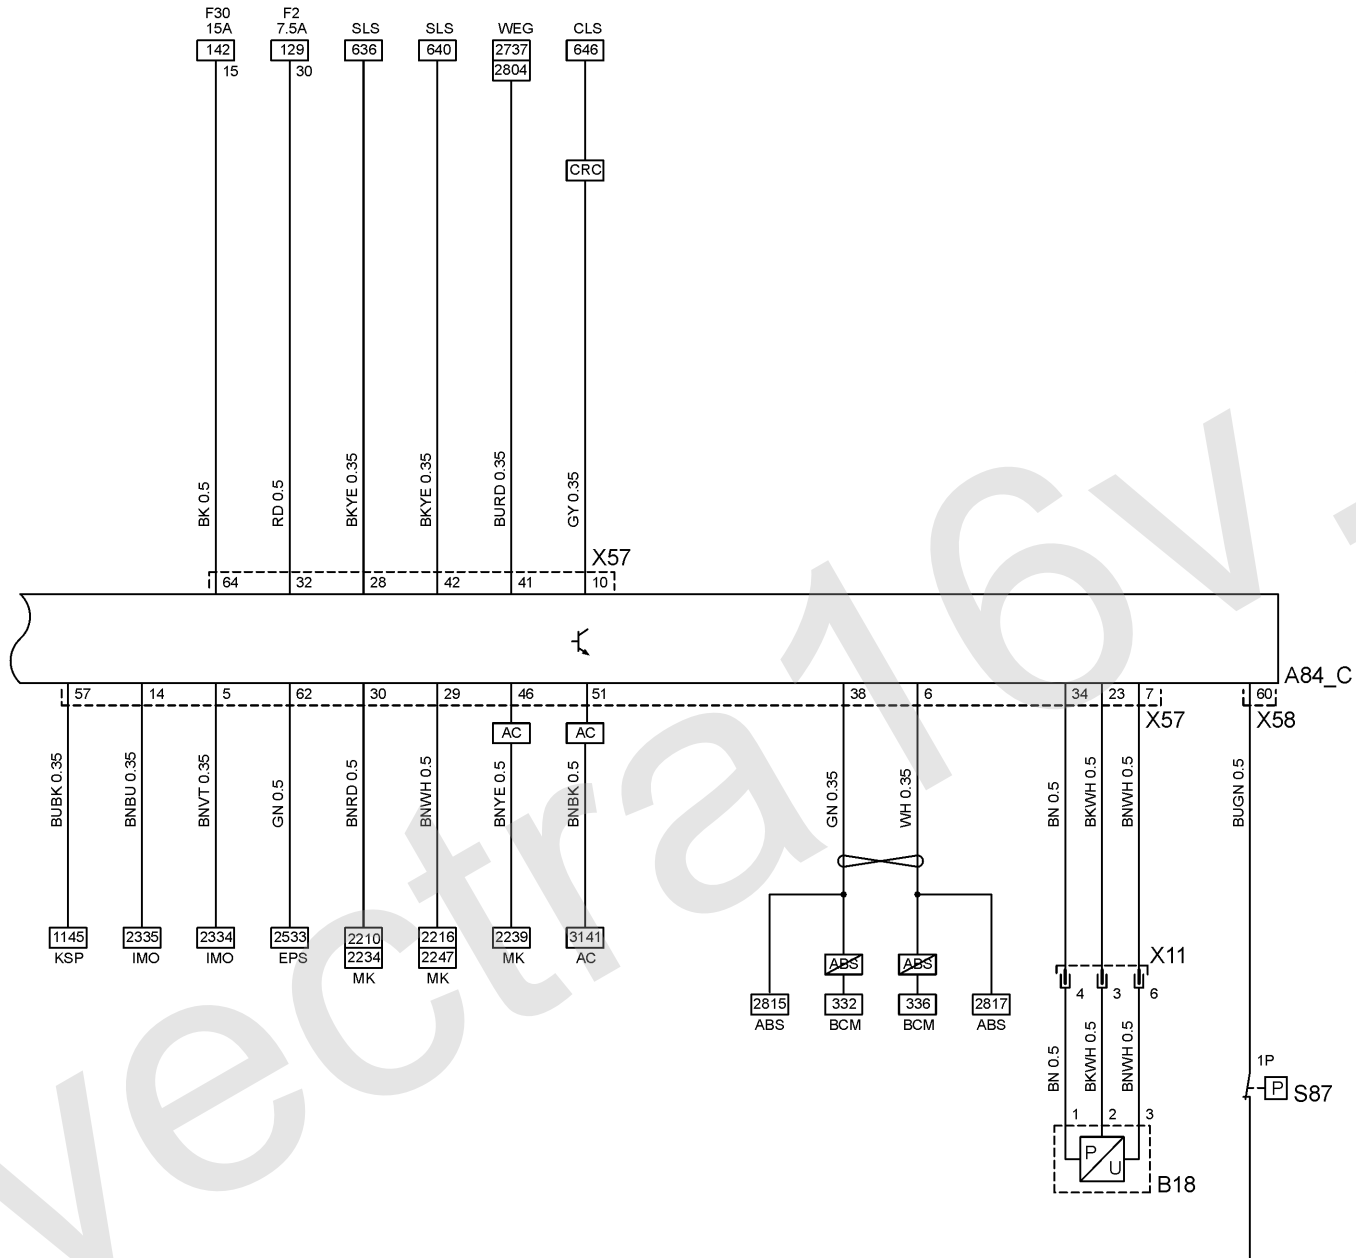 F30 F2
15A 7.5A SLS SLS WEG CLS
142 129 636 640 2737 646
15 30 2804
CRC
BK 0.5 RD 0.5 BKYE 0.35 BKYE 0.35 BURD 0.35 GY 0.35
X57
64 32 28 42 41 10
A84_C
57 14 5 62 30 29 46 51 38 6 34 23 7 60
X57 X58
AC AC
BUBK 0.35 BNBU 0.35 BNVT 0.35 GN 0.5 BNRD 0.5 BNWH 0.5 BNYE 0.5 BNBK 0.5 GN 0.35 WH 0.35 BN 0.5 BKWH 0.5 BNWH 0.5 BUGN 0.5
1145 2335 2334 2533 2210 2216 2239 3141
KSP IMO IMO EPS 2234 2247 MK AC
MK MK
X11
ABS ABS
4 3 6
2815 332 336 2817
ABS BCM BCM ABS
BN 0.5 BKWH 0.5 BNWH 0.5
1P
P S87
1 2 3
P
U
B18
vectra16v